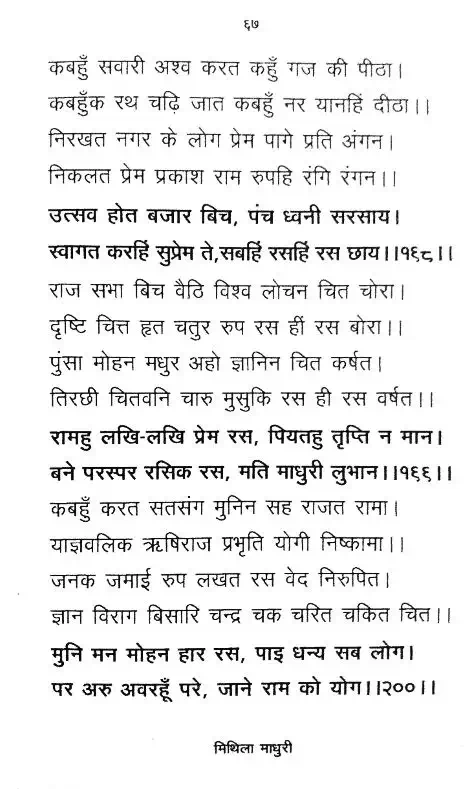 ६७
कबहुँ सवारी अश्व करत कहुँ गज की पीठा।
कबहुँक रथ चढ़ि जात कबहुँ नर यानहिं दीठा।।
निरखत नगर के लोग प्रेम पागे प्रति अंगन।
निकलत प्रेम प्रकाश राम रुपहि रंगि रंगन।।
उत्सव होत बजार बिच, पंच ध्वनी सरसाय।
स्वागत करहिं सुप्रेम ते,सबहिं रसहिं रस छाय।।१६८।।
राज सभा बिच वैठि विश्व लोचन चित चोरा।
दृष्टि चित्त हृत चतुर रुप रस हीं रस बोरा।।
पुंसा मोहन मधुर अहो ज्ञानिन चित कर्षत।
तिरछी चितवनि चारु मुसुकि रस ही रस वर्षत।।
रामहु लखि-लखि प्रेम रस, पियतहु तृप्ति न मान।
बने परस्पर रसिक रस, मति माधुरी लुभान।।१६६।।
कबहुँ करत सतसंग मुनिन सह राजत रामा।
याज्ञवलिक ऋषिराज प्रभृति योगी निष्कामा।।
जनक जमाई रुप लखत रस वेद निरुपित।
ज्ञान विराग बिसारि चन्द्र चक चरित चकित चित।।
मुनि मन मोहन हार रस, पाइ धन्य सब लोग।
पर अरु अवरहूँ परे, जाने राम को योग।।२००।।
मिथिला माधुरी